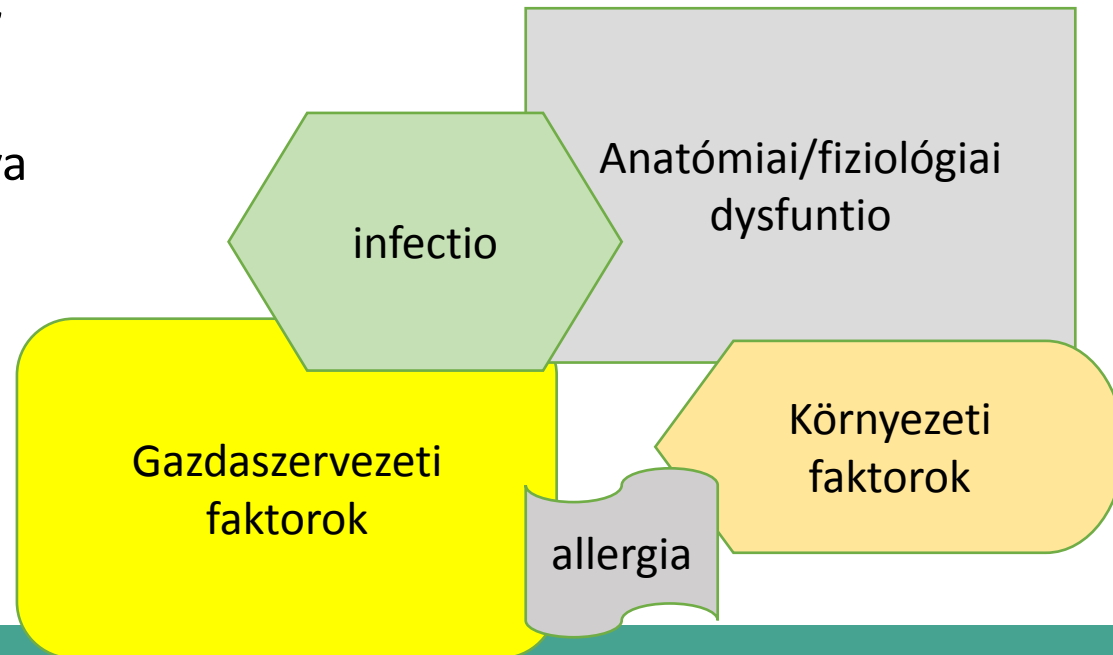 Anatómiai/fiziológiai
dysfuntio
infectio
Gazdaszervezeti
faktorok
Környezeti
faktorok
allergia